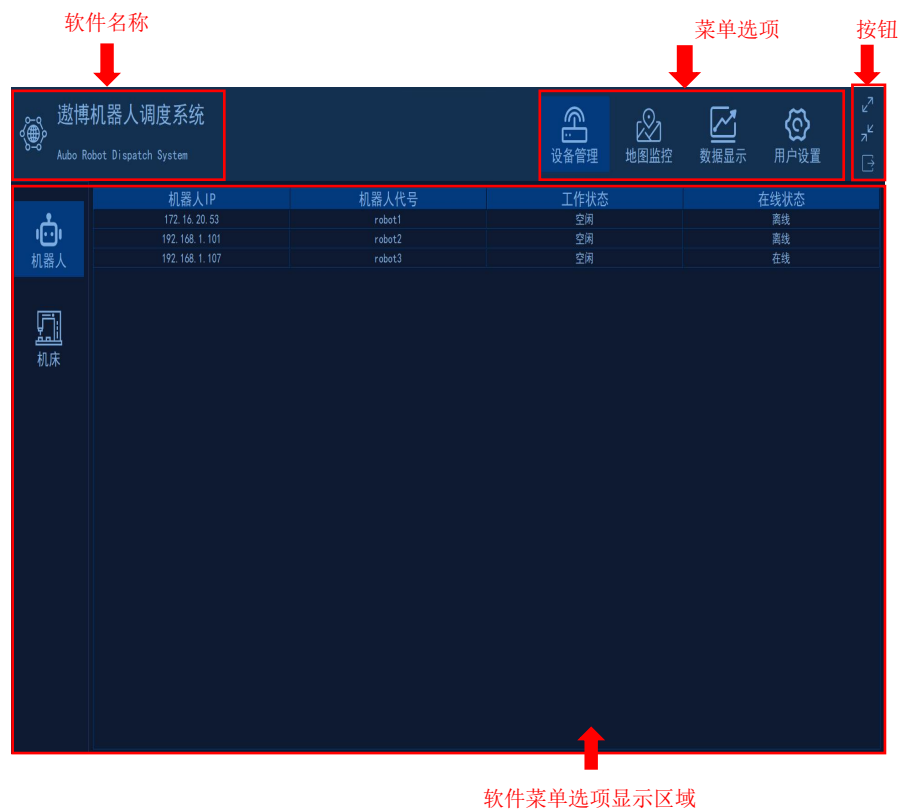 软件名称
菜单选项
按钮
遨博机器人调度系统
Aubo Robot Dispatch System
设备管理 地图监控 数据显示 用户设置
机器人IP 机器人代号 工作状态 在线状态
172.16.20.53 robot1 空闲 离线
192.168.1.101 robot2 空闲 离线
192.168.1.107 robot3 空闲 在线
机器人
机床
软件菜单选项显示区域